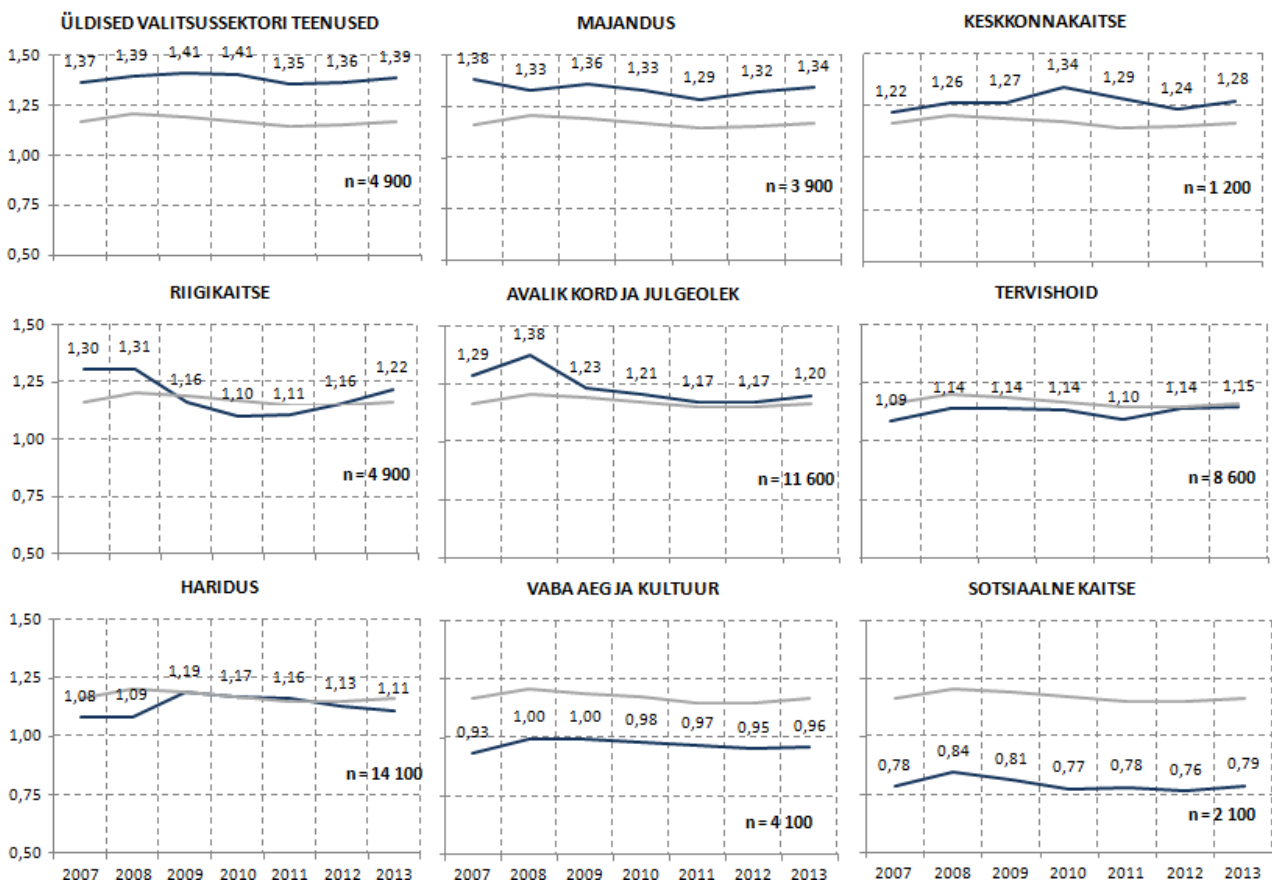 ÜLDISED VALITSUSSEKTORI TEENUSED
1,50
1,25
1,00
0,75
0,50
1,37 1,39 1,41 1,41 1,35 1,36 1,39
n = 4 900
MAJANDUS
1,38 1,33 1,36 1,33 1,29 1,32 1,34
n = 3 900
KESKKONNAKAITSE
1,22 1,26 1,27 1,34 1,29 1,24 1,28
n = 1 200
RIIGIKAITSE
1,50
1,25
1,00
0,75
0,50
1,30 1,31 1,16 1,10 1,11 1,16 1,22
n = 4 900
AVALIK KORD JA JULGEOLEK
1,29 1,38 1,23 1,21 1,17 1,17 1,20
n = 11 600
TERVISHOID
1,09 1,14 1,14 1,14 1,10 1,14 1,15
n = 8 600
HARIDUS
1,50
1,25
1,00
0,75
0,50
1,08 1,09 1,19 1,17 1,16 1,13 1,11
n = 14 100
2007 2008 2009 2010 2011 2012 2013
VABA AEG JA KULTUUR
0,93 1,00 1,00 0,98 0,97 0,95 0,96
n = 4 100
2007 2008 2009 2010 2011 2012 2013
SOTSIAALNE KAITSE
0,78 0,84 0,81 0,77 0,78 0,76 0,79
n = 2 100
2007 2008 2009 2010 2011 2012 2013